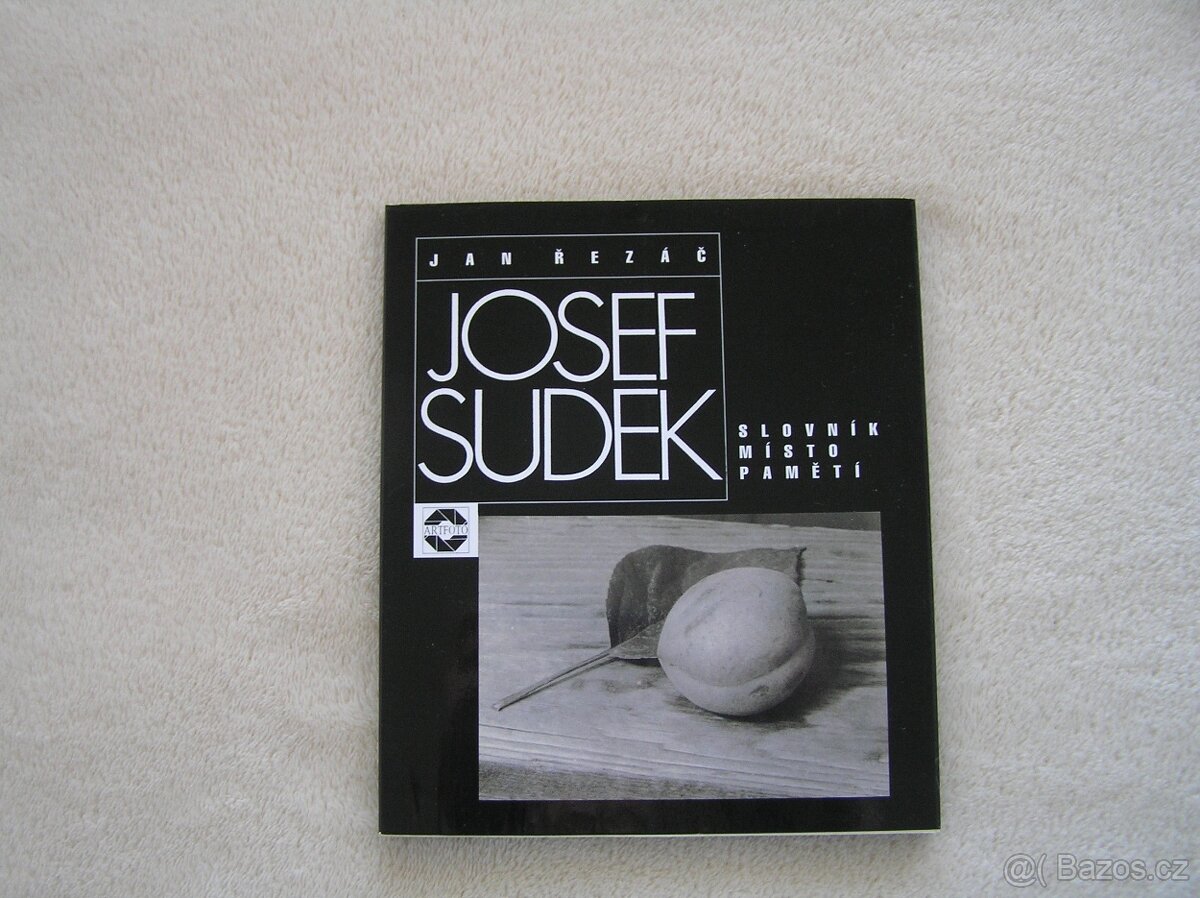 JAN ŘEZÁČ
JOSEF
SUDEK
SLOVNÍK
MÍSTO
PAMĚTÍ
ARTFOTO
@( Bazos.cz